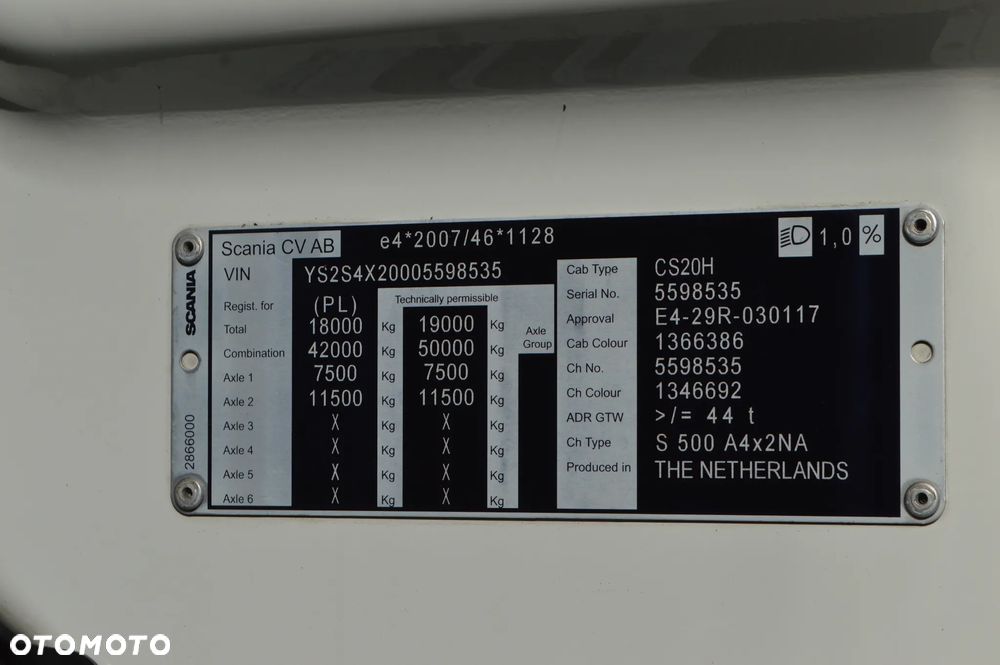 Scania CV AB e4*2007/46*1128 1,0 %
VIN YS2S4X20005598535
Regist. for (PL) Technically permissible
Total 18000 Kg 19000 Kg Axle Group
Combination 42000 Kg 50000 Kg
Axle 1 7500 Kg 7500 Kg
Axle 2 11500 Kg 11500 Kg
Axle 3 X Kg X Kg
Axle 4 X Kg X Kg
Axle 5 X Kg X Kg
Axle 6 X Kg X Kg
Cab Type CS20H
Serial No. 5598535
Approval E4-29R-030117
Cab Colour 1366386
Ch No. 5598535
Ch Colour 1346692
ADR GTW >/= 44 t
Ch Type S 500 A4x2NA
Produced in THE NETHERLANDS
SCANIA
2866000
OTOMOTO